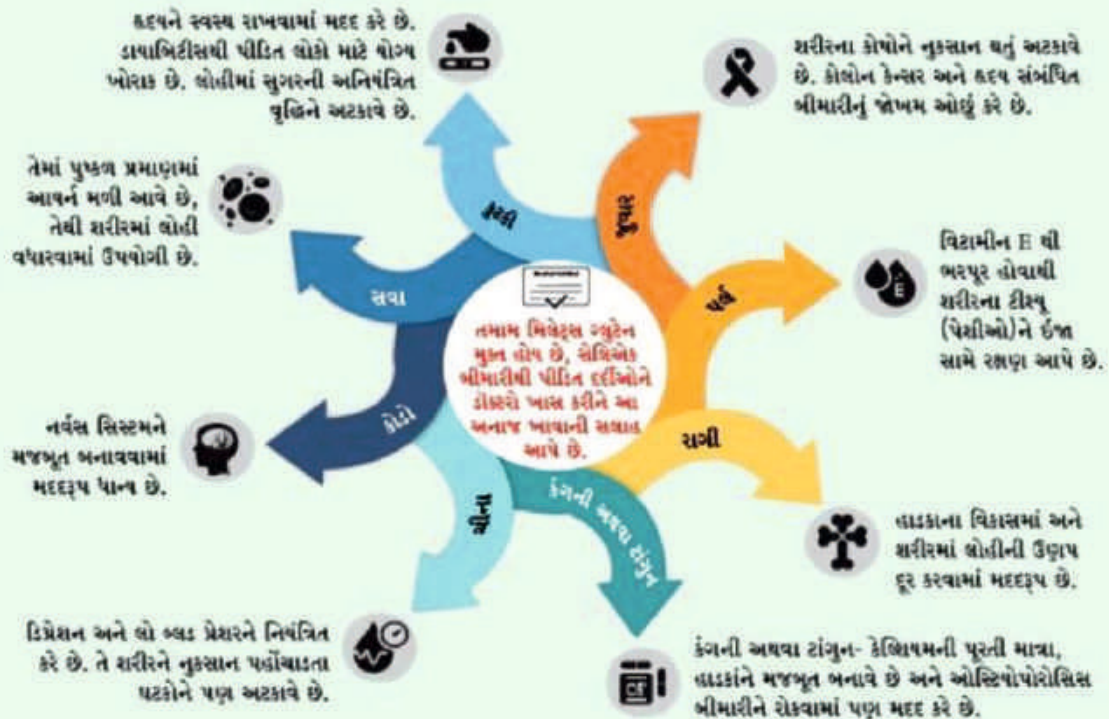 હૃદયને સ્વસ્થ રાખવામાં મદદ કરે છે.
ડાયાબિટીસથી પીડિત લોકો માટે યોગ્ય
ખોરાક છે. લોહીમાં સુગરની અનિયંત્રિત
વૃદ્ધિને અટકાવે છે.
કુટકી
શરીરના કોષોને નુકસાન થતું અટકાવે
છે. કોલોન કેન્સર અને હૃદય સંબંધિત
બીમારીનું જોખમ ઓછું કરે છે.
જુવાર
તેમાં પુષ્કળ પ્રમાણમાં
આયર્ન મળી આવે છે,
તેથી શરીરમાં લોહી
વધારવામાં ઉપયોગી છે.
સવા
વિટામીન E થી
ભરપૂર હોવાથી
શરીરના ટીશ્યૂ
(પેશીઓ)ને ઈજા
સામે રક્ષણ આપે છે.
E
પર્લ
તમામ મિલેટ્સ ગ્લુટેન
મુક્ત હોય છે, સેલિએક
બીમારીથી પીડિત દર્દીઓને
ડૉક્ટરો ખાસ કરીને આ
અનાજ ખાવાની સલાહ
આપે છે.
નર્વસ સિસ્ટમને
મજબૂત બનાવવામાં
મદદરૂપ ધાન્ય છે.
કોડો
રાગી
હાડકાના વિકાસમાં અને
શરીરમાં લોહીની ઉણપ
દૂર કરવામાં મદદરૂપ છે.
ચીના
કંગની અથવા ટાંગુન
ડિપ્રેશન અને લો બ્લડ પ્રેશરને નિયંત્રિત
કરે છે. તે શરીરને નુકસાન પહોંચાડતા
ઘટકોને પણ અટકાવે છે.
કંગની અથવા ટાંગુન- કેલ્શિયમની પૂરતી માત્રા,
હાડકાંને મજબૂત બનાવે છે અને ઓસ્ટિયોપોરોસિસ
બીમારીને રોકવામાં પણ મદદ કરે છે.